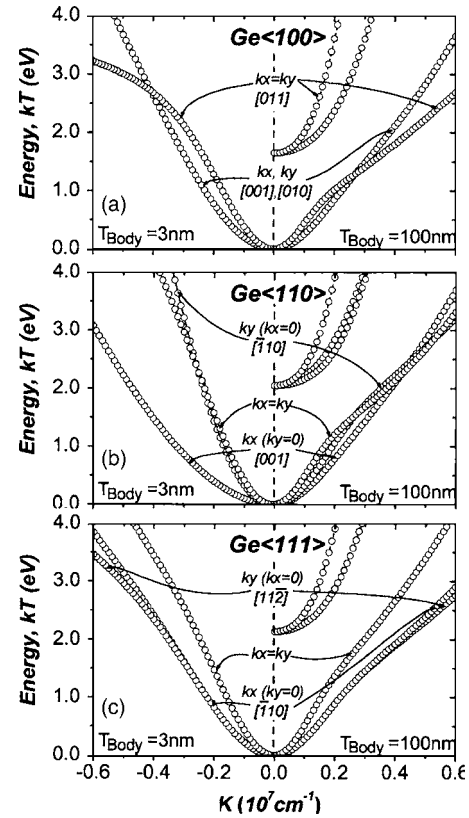 4.0
Ge<100>
3.0
kx=ky
[011]
2.0
Energy, kT (eV)
kx, ky
[001],[010]
1.0
(a)
T_Body =3nm
T_Body =100nm
0.0
4.0
Ge<110>
3.0
ky (kx=0)
[1̄10]
2.0
Energy, kT (eV)
kx=ky
1.0
kx (ky=0)
[001]
(b)
T_Body =3nm
T_Body =100nm
0.0
4.0
Ge<111>
3.0
ky (kx=0)
[112̄]
2.0
Energy, kT (eV)
kx=ky
1.0
kx (ky=0)
[1̄10]
(c)
T_Body =3nm
T_Body =100nm
0.0
-0.6 -0.4 -0.2 0.0 0.2 0.4 0.6
K (10⁷cm⁻¹)